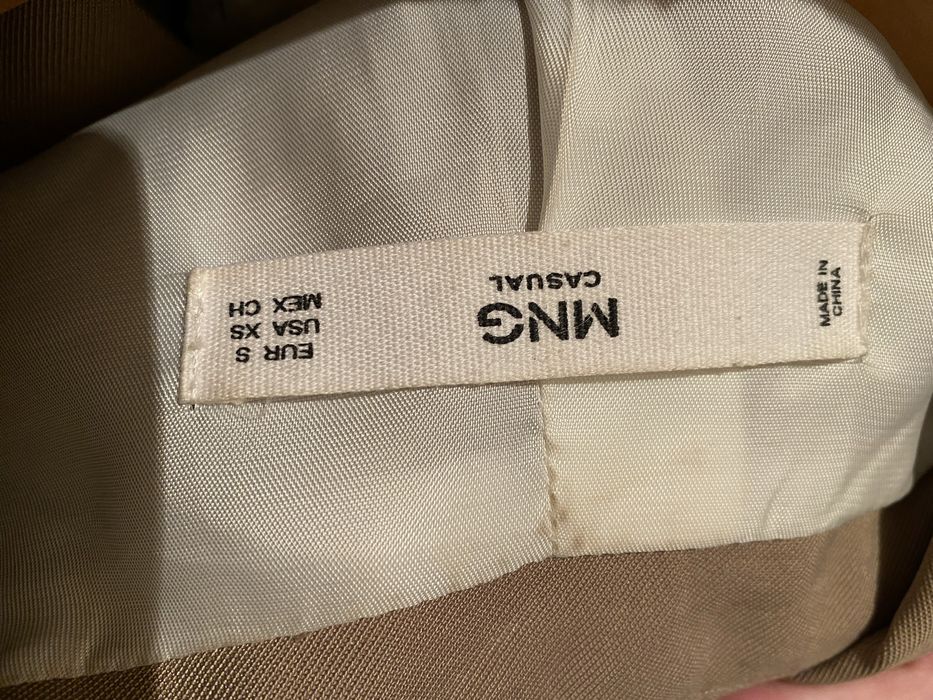 MNG
CASUAL
EUR S
USA XS
MEX CH
MADE IN
CHINA